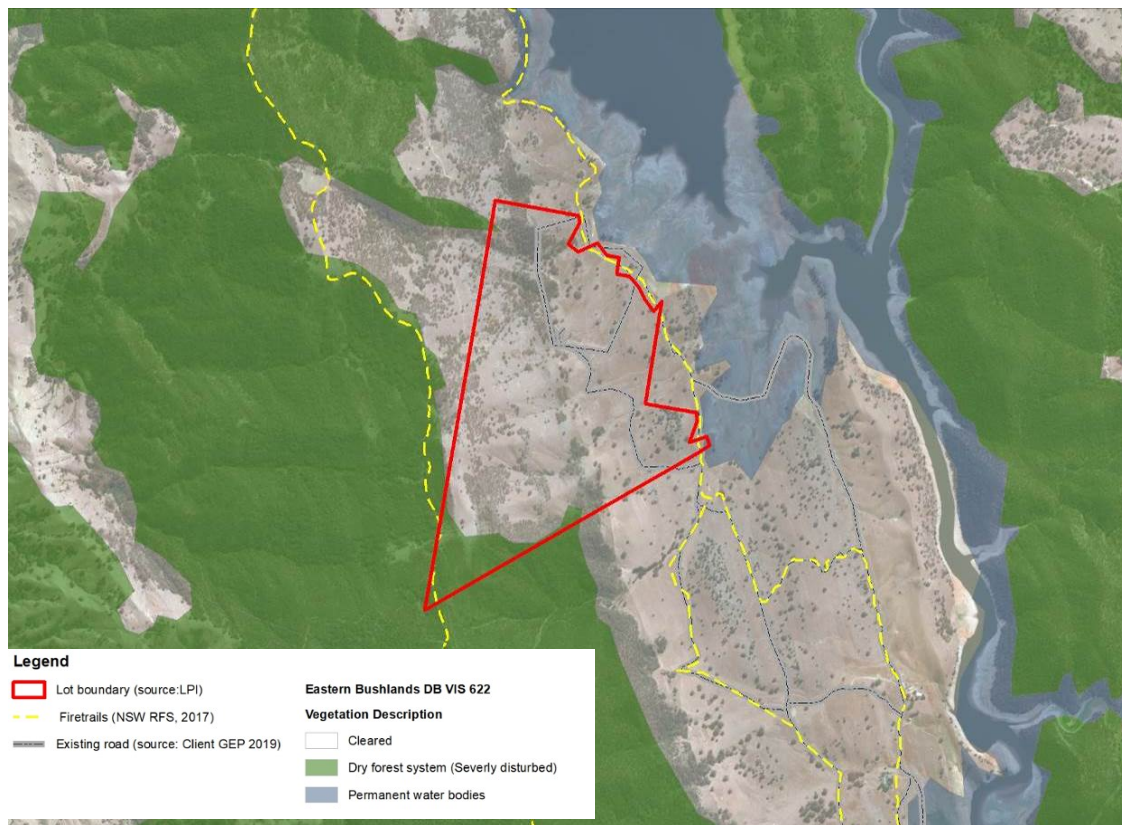 Legend
Lot boundary (source:LPI)
Firetrails (NSW RFS, 2017)
Existing road (source: Client GEP 2019)
Eastern Bushlands DB VIS 622
Vegetation Description
Cleared
Dry forest system (Severly disturbed)
Permanent water bodies